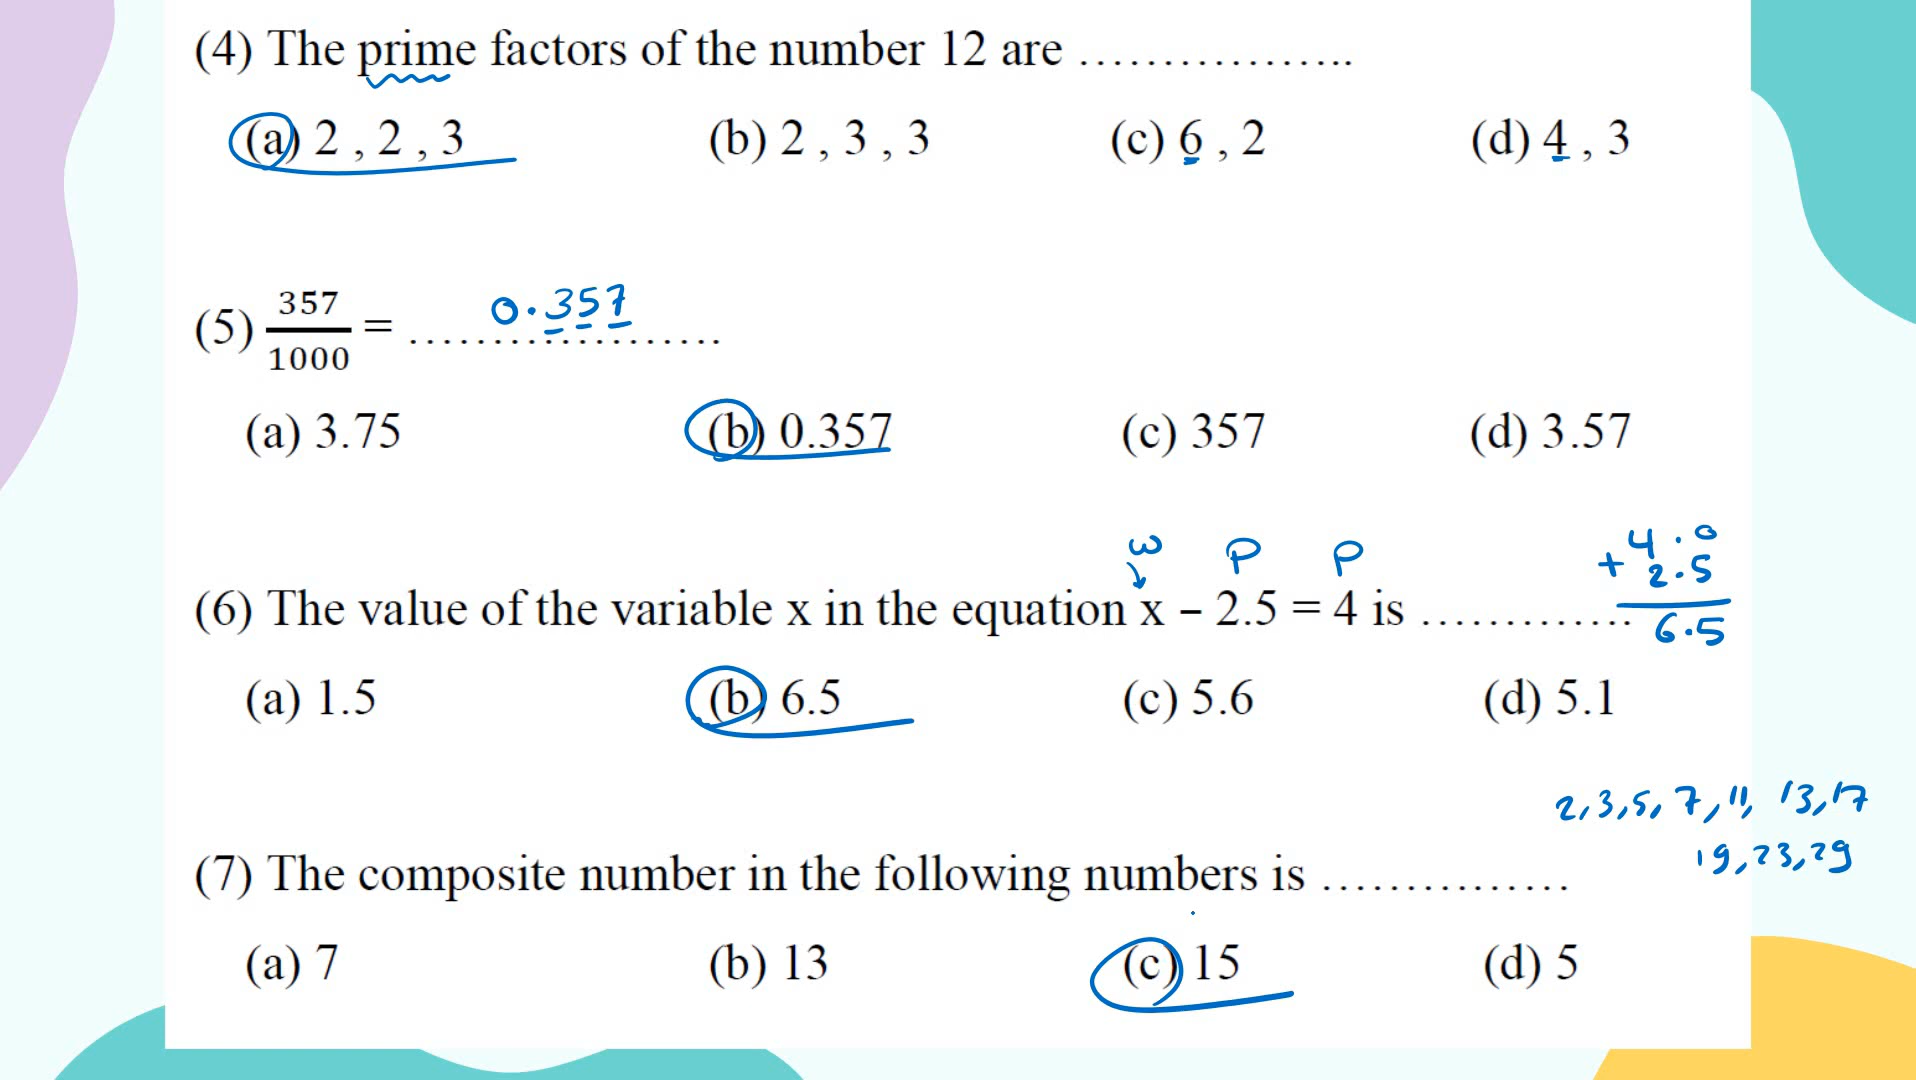 (4) The prime factors of the number 12 are ……………..
(a) 2 , 2 , 3 (b) 2 , 3 , 3 (c) 6 , 2 (d) 4 , 3
0.357
(5) 357/1000 = ……………….
(a) 3.75 (b) 0.357 (c) 357 (d) 3.57
W P P
4.0
+ 2.5
6.5
(6) The value of the variable x in the equation x – 2.5 = 4 is ………….
(a) 1.5 (b) 6.5 (c) 5.6 (d) 5.1
2,3,5,7,11,13,17
19,23,29
(7) The composite number in the following numbers is ……………
(a) 7 (b) 13 (c) 15 (d) 5